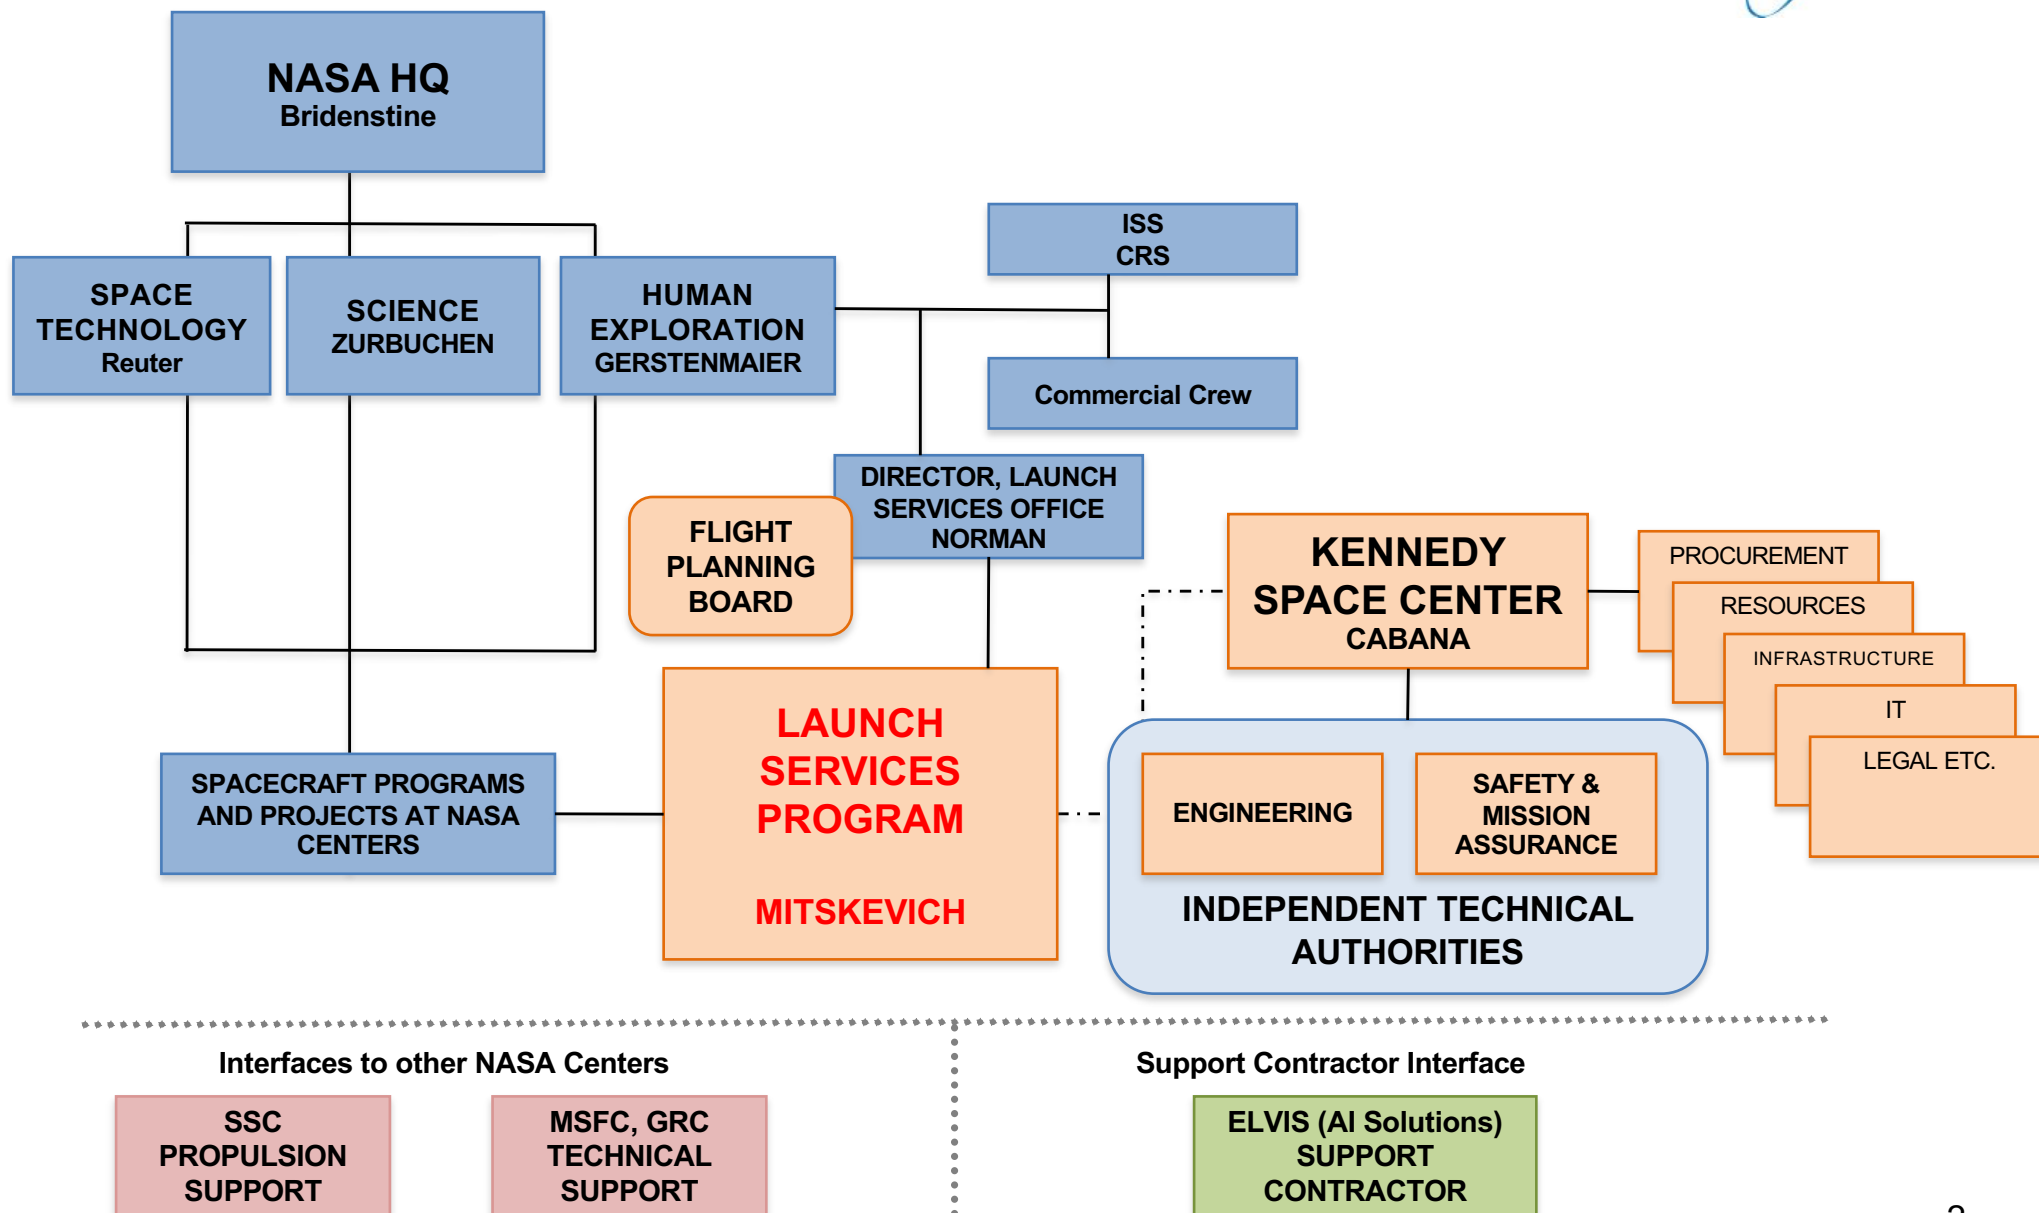 NASA HQ
Bridenstine
SPACE
TECHNOLOGY
Reuter
SCIENCE
ZURBUCHEN
HUMAN
EXPLORATION
GERSTENMAIER
ISS
CRS
Commercial Crew
DIRECTOR, LAUNCH
SERVICES OFFICE
NORMAN
FLIGHT
PLANNING
BOARD
KENNEDY
SPACE CENTER
CABANA
PROCUREMENT
RESOURCES
INFRASTRUCTURE
IT
LEGAL ETC.
SPACECRAFT PROGRAMS
AND PROJECTS AT NASA
CENTERS
LAUNCH
SERVICES
PROGRAM
MITSKEVICH
ENGINEERING
SAFETY &
MISSION
ASSURANCE
INDEPENDENT TECHNICAL
AUTHORITIES
Interfaces to other NASA Centers
SSC
PROPULSION
SUPPORT
MSFC, GRC
TECHNICAL
SUPPORT
Support Contractor Interface
ELVIS (AI Solutions)
SUPPORT
CONTRACTOR